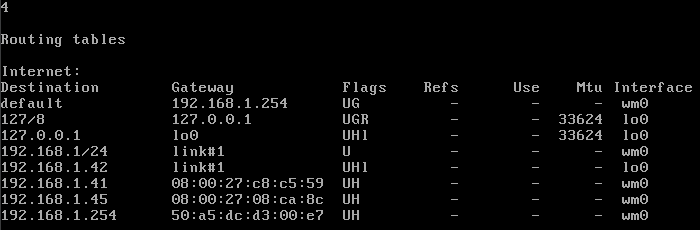 4
Routing tables
Internet:
Destination Gateway Flags Refs Use Mtu Interface
default 192.168.1.254 UG - - - wm0
127/8 127.0.0.1 UGR - - 33624 lo0
127.0.0.1 lo0 UHl - - 33624 lo0
192.168.1/24 link#1 U - - - wm0
192.168.1.42 link#1 UHl - - - lo0
192.168.1.41 08:00:27:c8:c5:59 UH - - - wm0
192.168.1.45 08:00:27:08:ca:8c UH - - - wm0
192.168.1.254 50:a5:dc:d3:00:e7 UH - - - wm0